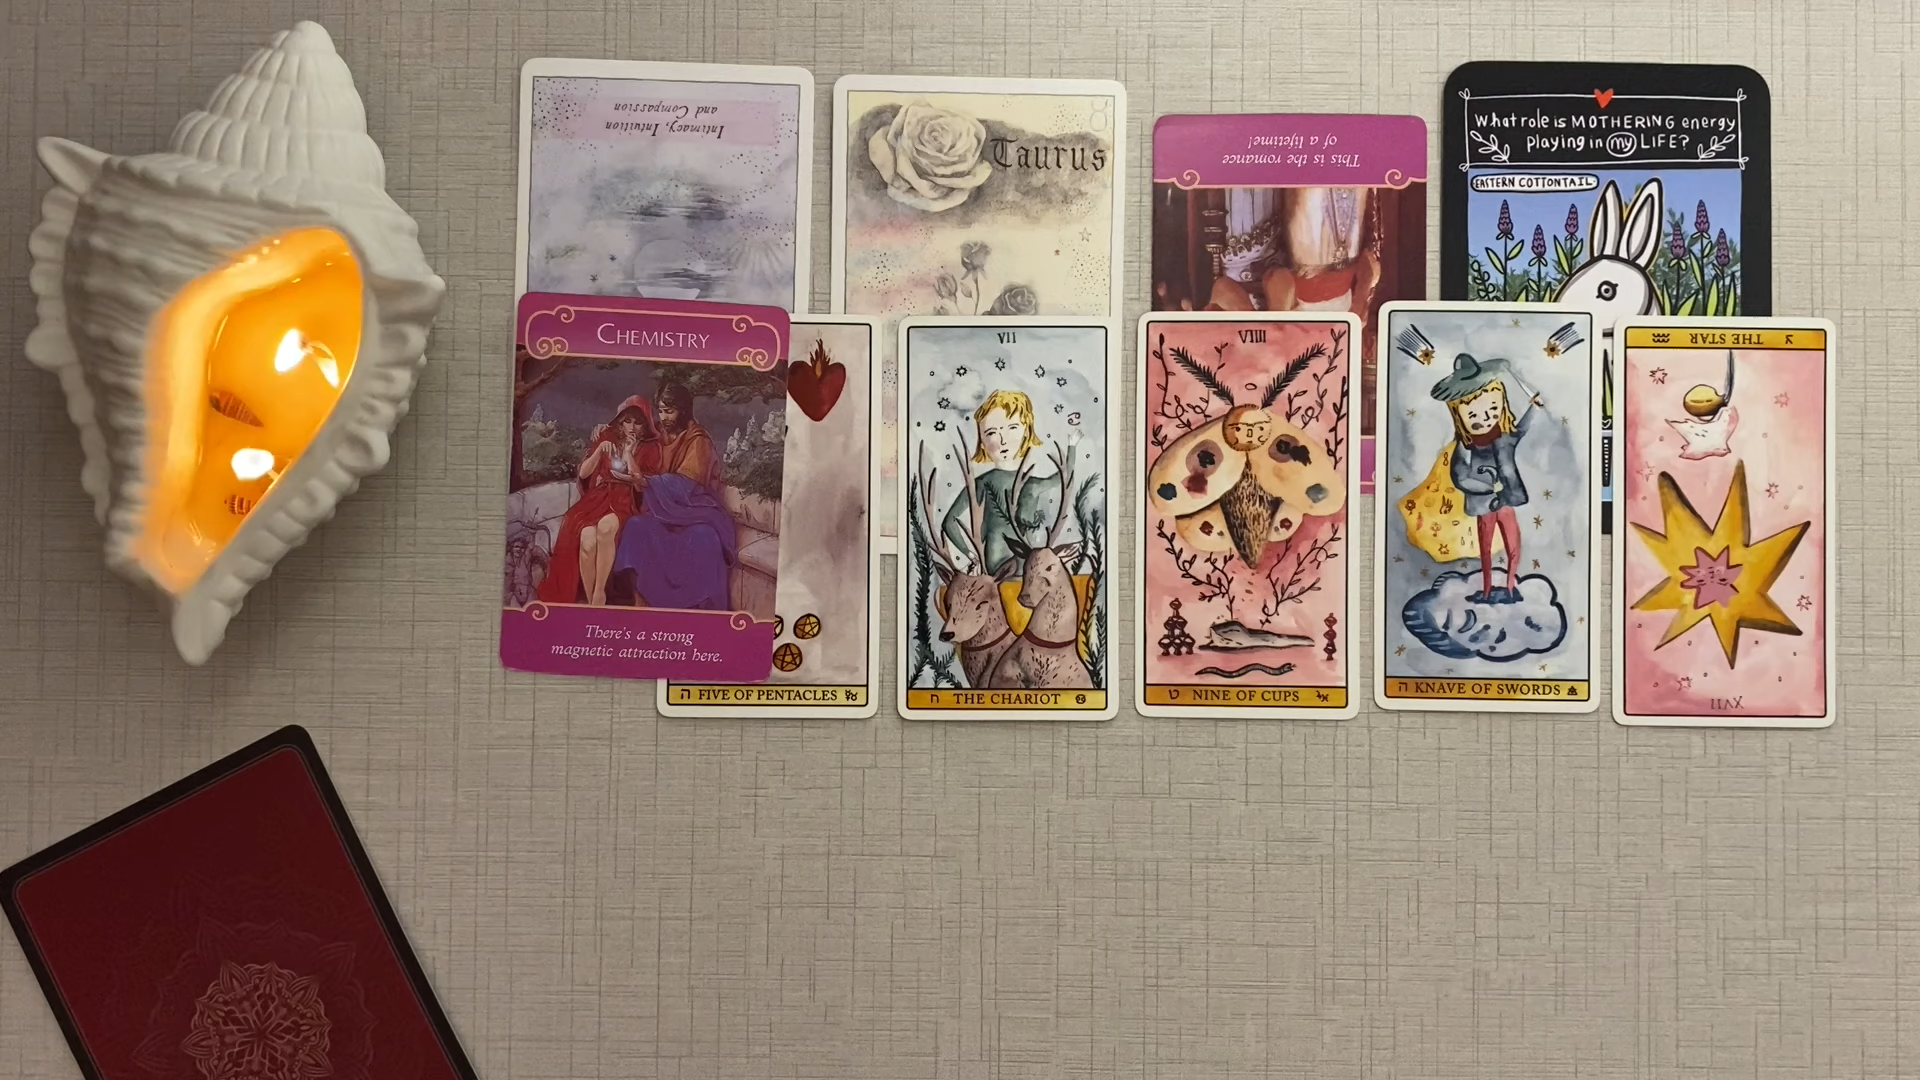 Intimacy, Intuition
and Compassion
Taurus
This is the romance
of a lifetime!
What role is MOTHERING energy
playing in my LIFE?
EASTERN COTTONTAIL
CHEMISTRY
There's a strong
magnetic attraction here.
ה FIVE OF PENTACLES
VII
ח THE CHARIOT
VIIII
ט NINE OF CUPS
ה KNAVE OF SWORDS
THE STAR
XVII